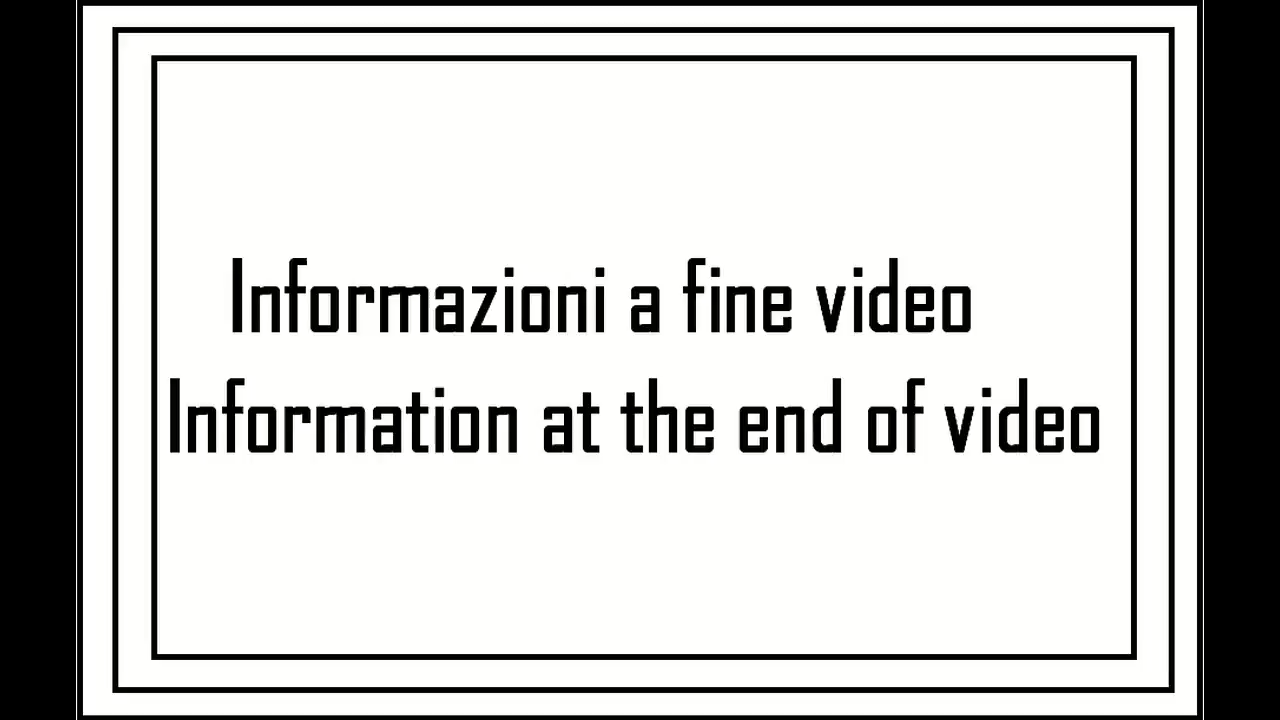 Informazioni a fine video
Information at the end of video